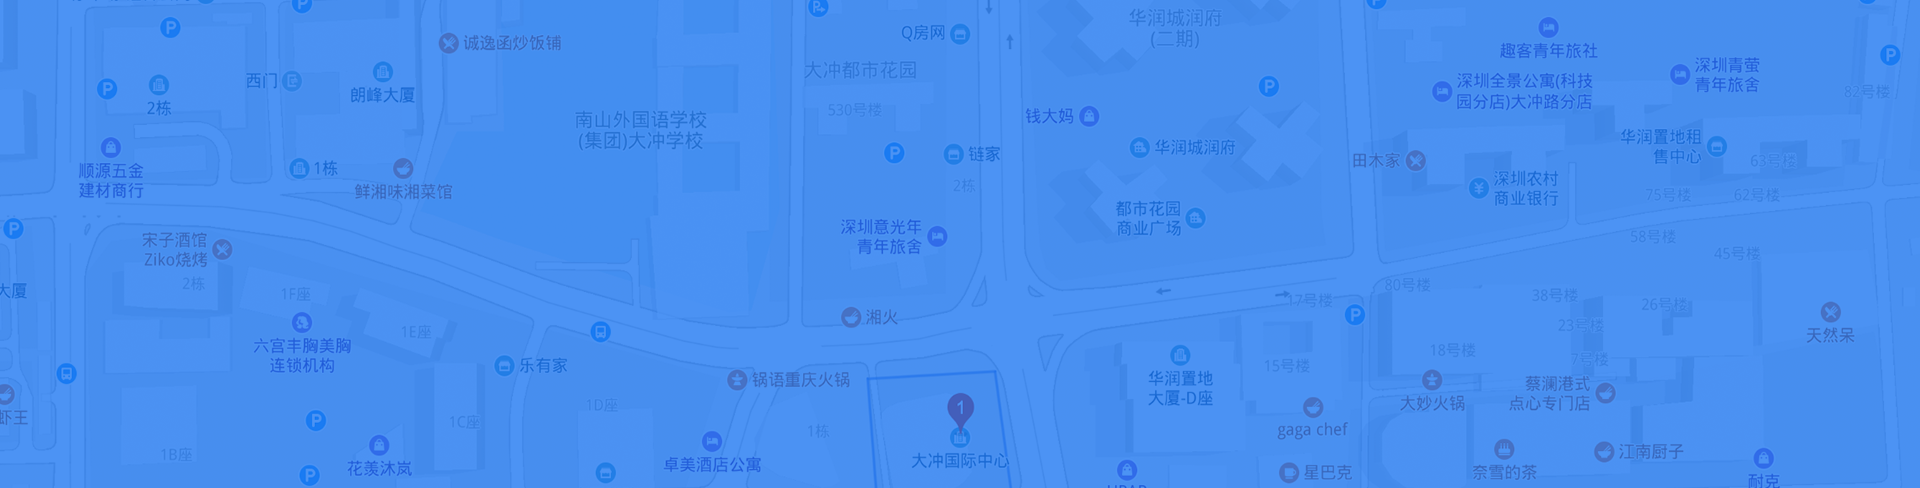 华润城润府
(二期)
Q房网
诚逸函炒饭铺
趣客青年旅社
大冲都市花园
深圳青萤
青年旅舍
西门
朗峰大厦
深圳全景公寓(科技
园分店)大冲路分店
82号楼
2栋
530号楼
钱大妈
南山外国语学校
(集团)大冲学校
华润城润府
华润置地租
售中心
链家
田木家
63号楼
顺源五金
建材商行
1栋
鲜湘味湘菜馆
2栋
深圳农村
商业银行
75号楼
62号楼
都市花园
商业广场
深圳意光年
青年旅舍
宋子酒馆
Ziko烧烤
58号楼
45号楼
2栋
大厦
1F座
80号楼
38号楼
17号楼
26号楼
湘火
23号楼
1E座
天然呆
六宫丰胸美胸
连锁机构
18号楼
7号楼
乐有家
15号楼
锅语重庆火锅
华润置地
大厦-D座
蔡澜港式
点心专门店
大妙火锅
1D座
1
虾王
1C座
1栋
gaga chef
1B座
花羡沐岚
卓美酒店公寓
大冲国际中心
江南厨子
星巴克
奈雪的茶
耐克